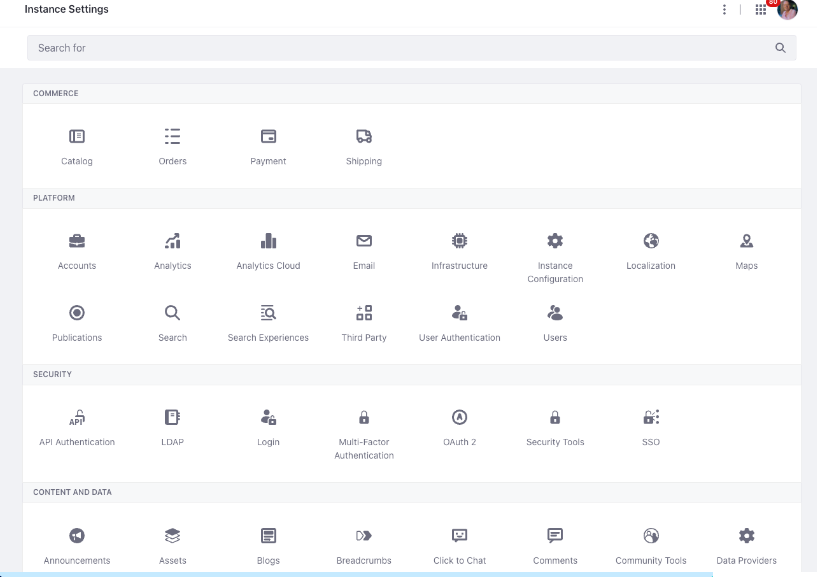 Instance Settings
50
Search for
COMMERCE
Catalog Orders Payment Shipping
PLATFORM
Accounts Analytics Analytics Cloud Email Infrastructure Instance Configuration Localization Maps
Publications Search Search Experiences Third Party User Authentication Users
SECURITY
API
A
API Authentication LDAP Login Multi-Factor Authentication OAuth 2 Security Tools SSO
CONTENT AND DATA
Announcements Assets Blogs Breadcrumbs Click to Chat Comments Community Tools Data Providers